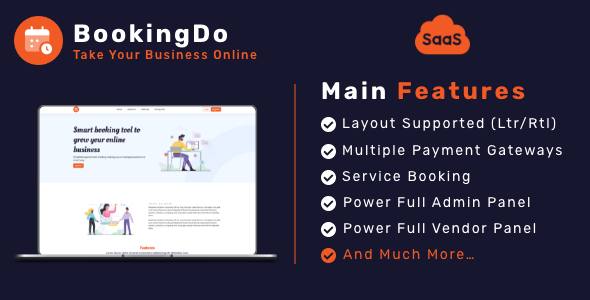 BookingDo
Take Your Business Online
SaaS
Smart booking tool to
grow your online
business
Features
Main Features
Layout Supported (Ltr/Rtl)
Multiple Payment Gateways
Service Booking
Power Full Admin Panel
Power Full Vendor Panel
And Much More...